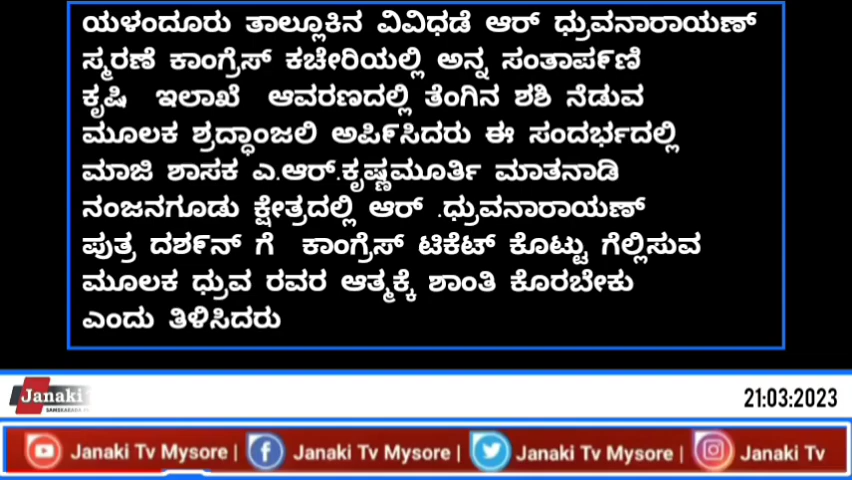 ಯಳಂದೂರು ತಾಲ್ಲೂಕಿನ ವಿವಿಧಡೆ ಆರ್ ಧ್ರುವನಾರಾಯಣ್
ಸ್ಮರಣೆ ಕಾಂಗ್ರೆಸ್ ಕಚೇರಿಯಲ್ಲಿ ಅನ್ನ ಸಂತಾಪರ್ಣಿ
ಕೃಷಿ ಇಲಾಖೆ ಆವರಣದಲ್ಲಿ ತೆಂಗಿನ ಶಶಿ ನೆಡುವ
ಮೂಲಕ ಶ್ರದ್ಧಾಂಜಲಿ ಅರ್ಪಿಸಿದರು ಈ ಸಂದರ್ಭದಲ್ಲಿ
ಮಾಜಿ ಶಾಸಕ ಎ.ಆರ್.ಕೃಷ್ಣಮೂರ್ತಿ ಮಾತನಾಡಿ
ನಂಜನಗೂಡು ಕ್ಷೇತ್ರದಲ್ಲಿ ಆರ್ .ಧ್ರುವನಾರಾಯಣ್
ಪುತ್ರ ದರ್ಶನ್ ಗೆ ಕಾಂಗ್ರೆಸ್ ಟಿಕೆಟ್ ಕೊಟ್ಟು ಗೆಲ್ಲಿಸುವ
ಮೂಲಕ ಧ್ರುವ ರವರ ಆತ್ಮಕ್ಕೆ ಶಾಂತಿ ಕೊರಬೇಕು
ಎಂದು ತಿಳಿಸಿದರು
Janaki
21:03:2023
Janaki Tv Mysore | Janaki Tv Mysore | Janaki Tv Mysore | Janaki Tv